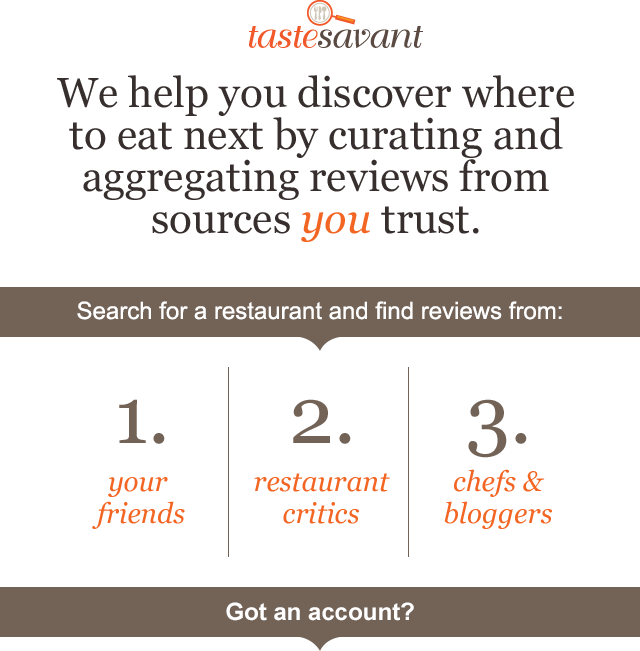 tastesavant
We help you discover where
to eat next by curating and
aggregating reviews from
sources you trust.
Search for a restaurant and find reviews from:
1.
your
friends
2.
restaurant
critics
3.
chefs &
bloggers
Got an account?